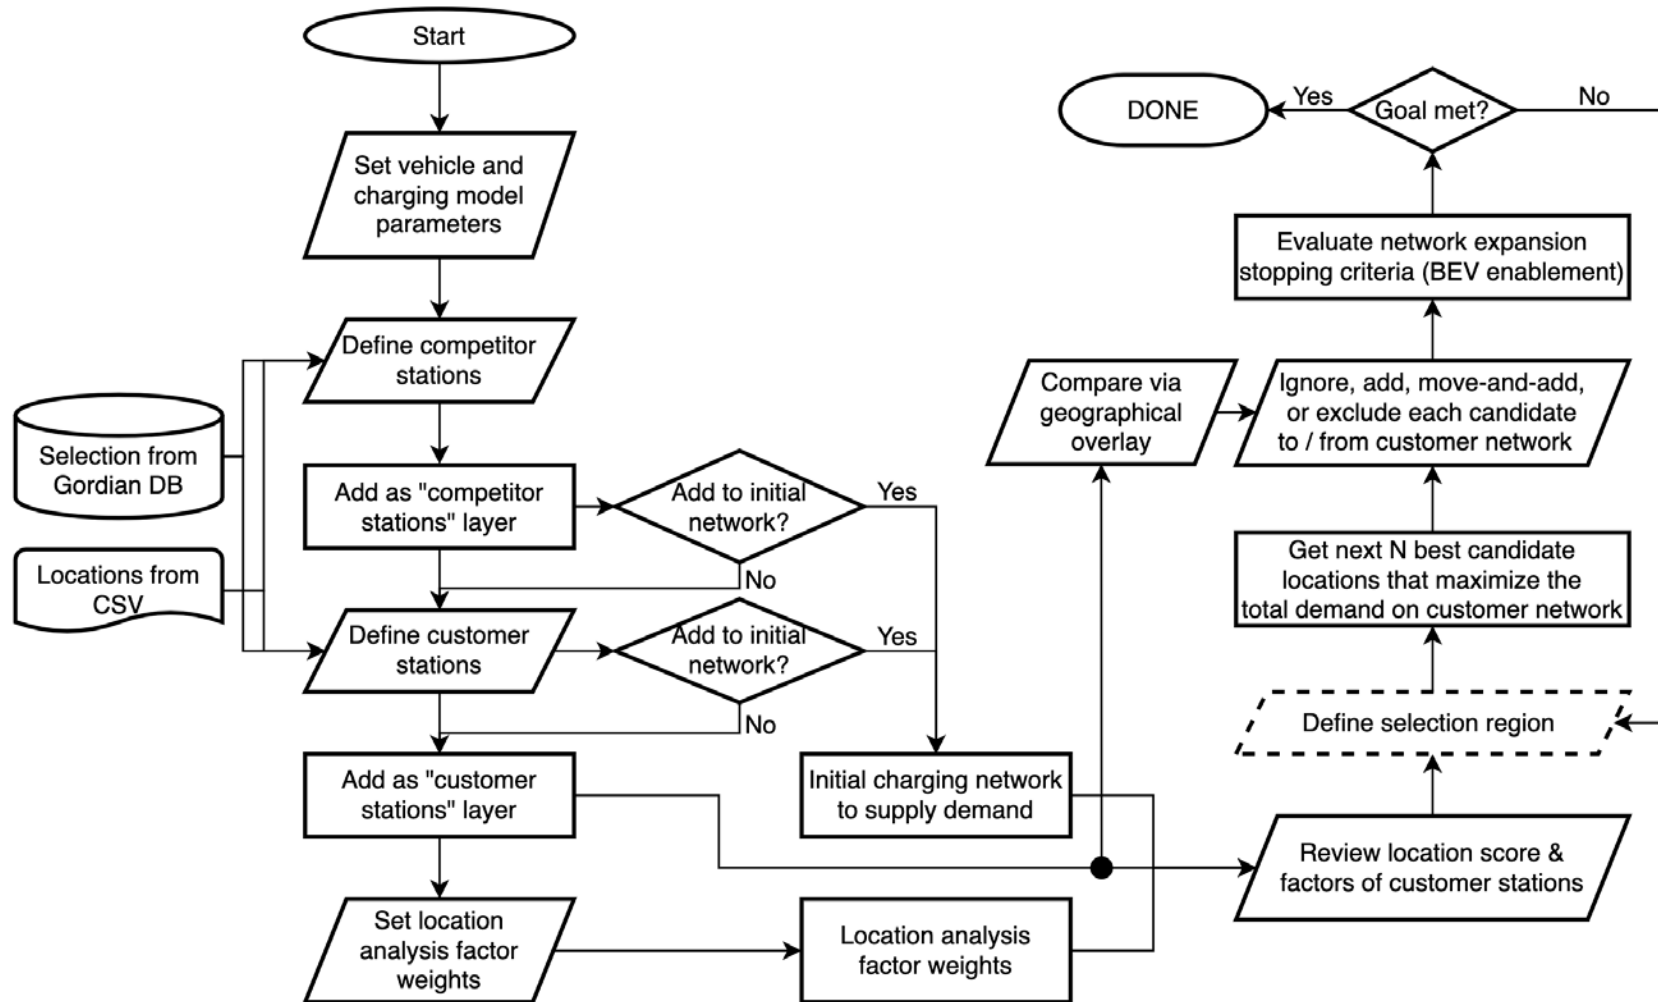 Start
Set vehicle and
charging model
parameters
Define competitor
stations
Selection from
Gordian DB
Locations from
CSV
Add as "competitor
stations" layer
Add to initial
network?
Yes
No
Define customer
stations
Add to initial
network?
Yes
No
Add as "customer
stations" layer
Initial charging network
to supply demand
Set location
analysis factor
weights
Location analysis
factor weights
Compare via
geographical
overlay
Review location score &
factors of customer stations
Define selection region
Get next N best candidate
locations that maximize the
total demand on customer network
Ignore, add, move-and-add,
or exclude each candidate
to / from customer network
Evaluate network expansion
stopping criteria (BEV enablement)
Goal met?
Yes
No
DONE